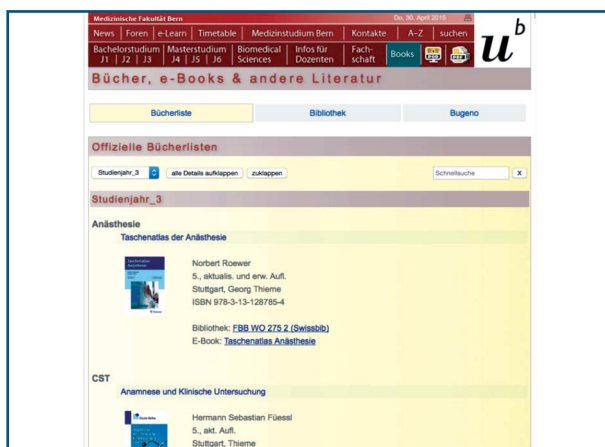 Medizinische Fakultät Bern
Do, 30. April 2015
News | Foren | e-Learn | Timetable | Medizinstudium Bern | Kontakte | A-Z | suchen
Bachelorstudium J1 | J2 | J3
Masterstudium J4 | J5 | J6
Biomedical Sciences
Infos für Dozenten
Fach-schaft
Books
u^b
Bücher, e-Books & andere Literatur
Bücherliste
Bibliothek
Bugeno
Offizielle Bücherlisten
Studienjahr_3
alle Details aufklappen
zuklappen
Schnellsuche
X
Studienjahr_3
Anästhesie
Taschenatlas der Anästhesie
Norbert Roewer
5., aktualis. und erw. Aufl.
Stuttgart, Georg Thieme
ISBN 978-3-13-128785-4
Bibliothek: FBB WO 275 2 (Swissbib)
E-Book: Taschenatlas Anästhesie
CST
Anamnese und Klinische Untersuchung
Hermann Sebastian Füessl
5., akt. Aufl.
Stuttgart, Thieme